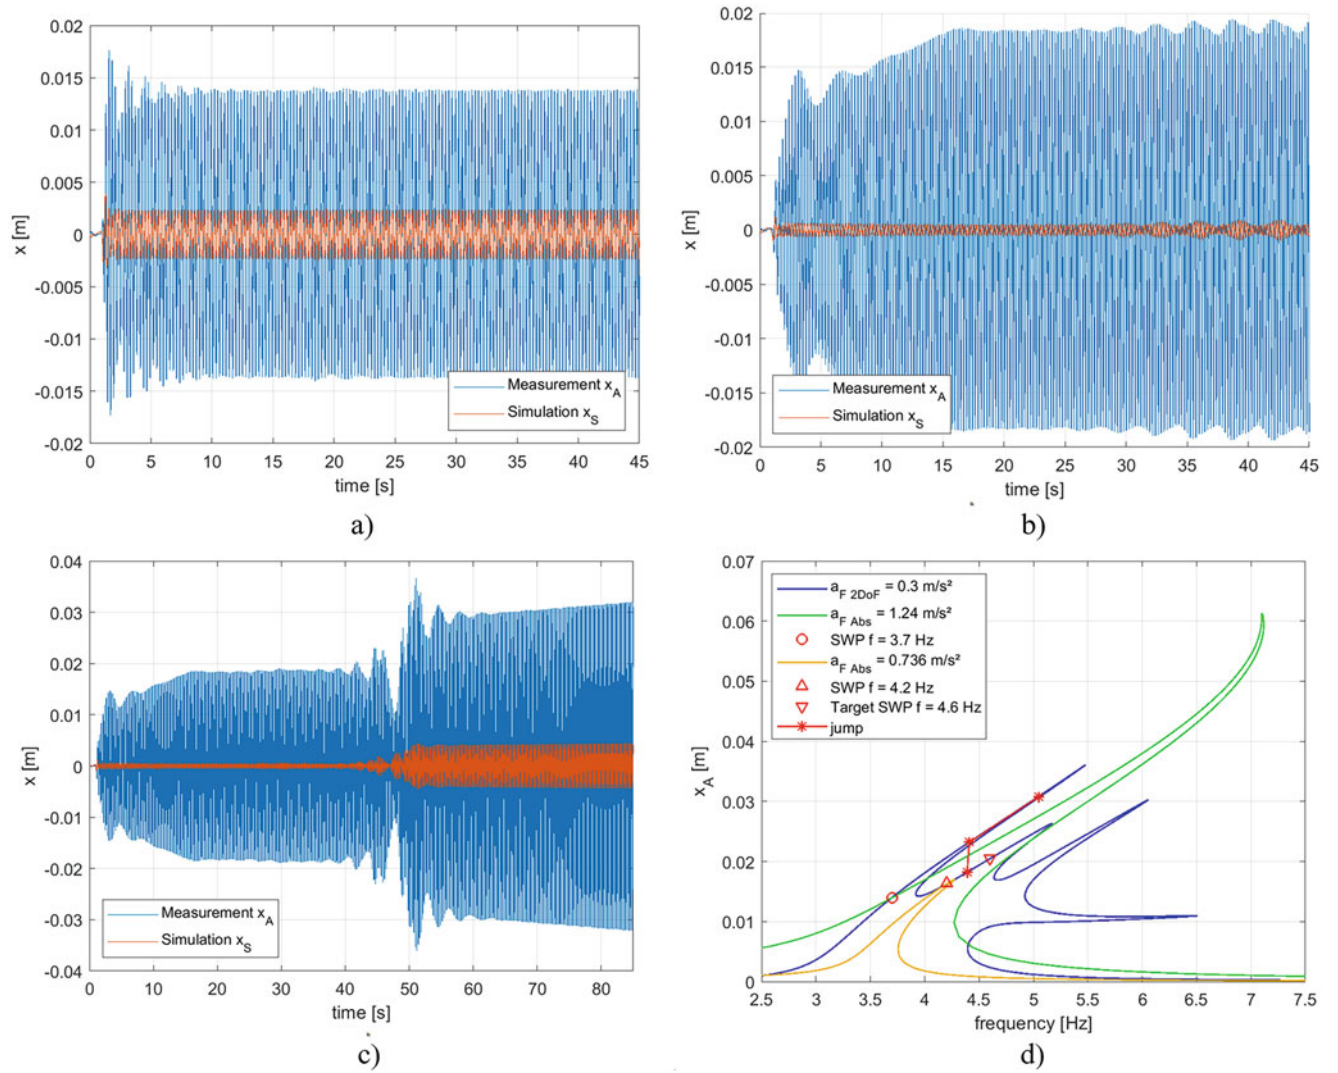 0.02
0.015
0.01
0.005
0
-0.005
-0.01
-0.015
-0.02
x [m]
Measurement x_A
Simulation x_S
0 5 10 15 20 25 30 35 40 45
time [s]
a)
0.02
0.015
0.01
0.005
0
-0.005
-0.01
-0.015
-0.02
x [m]
Measurement x_A
Simulation x_S
0 5 10 15 20 25 30 35 40 45
time [s]
b)
0.04
0.03
0.02
0.01
0
-0.01
-0.02
-0.03
-0.04
x [m]
Measurement x_A
Simulation x_S
0 10 20 30 40 50 60 70 80
time [s]
c)
0.07
0.06
0.05
0.04
0.03
0.02
0.01
0
x_A [m]
a_F 2DoF = 0.3 m/s²
a_F Abs = 1.24 m/s²
SWP f = 3.7 Hz
a_F Abs = 0.736 m/s²
SWP f = 4.2 Hz
Target SWP f = 4.6 Hz
jump
2.5 3 3.5 4 4.5 5 5.5 6 6.5 7 7.5
frequency [Hz]
d)